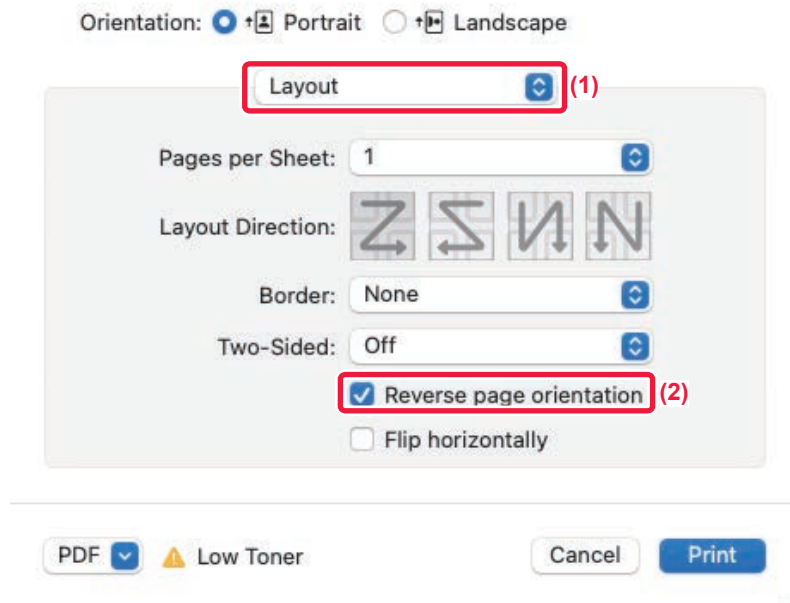 Orientation: Portrait Landscape
Layout (1)
Pages per Sheet: 1
Layout Direction:
Border: None
Two-Sided: Off
Reverse page orientation (2)
Flip horizontally
PDF Low Toner Cancel Print